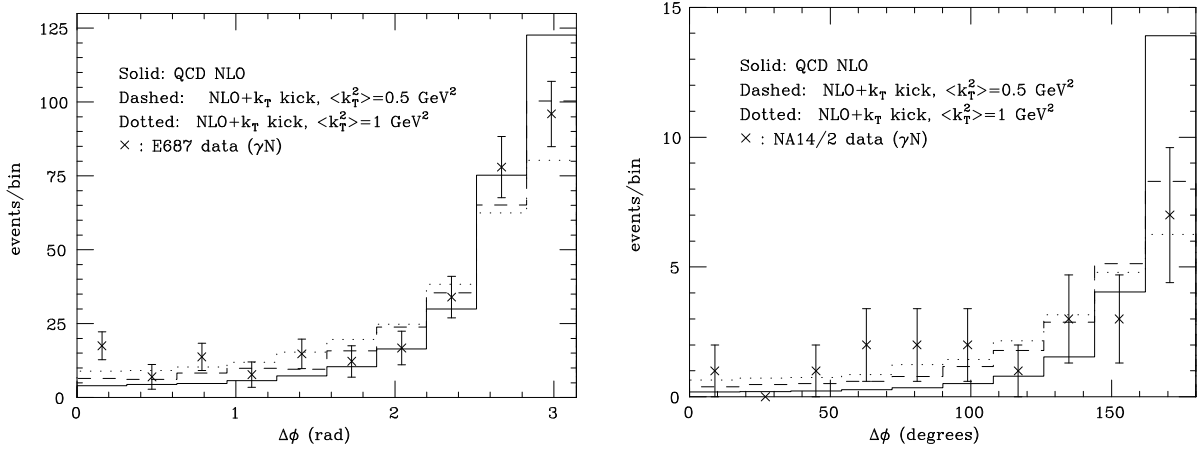 125
100
75
50
25
0
events/bin
Solid: QCD NLO
Dashed: NLO+k_T kick, <k_T^2>=0.5 GeV^2
Dotted: NLO+k_T kick, <k_T^2>=1 GeV^2
× : E687 data (γN)
0 1 2 3
Δϕ (rad)
15
10
5
0
events/bin
Solid: QCD NLO
Dashed: NLO+k_T kick, <k_T^2>=0.5 GeV^2
Dotted: NLO+k_T kick, <k_T^2>=1 GeV^2
× : NA14/2 data (γN)
0 50 100 150
Δϕ (degrees)